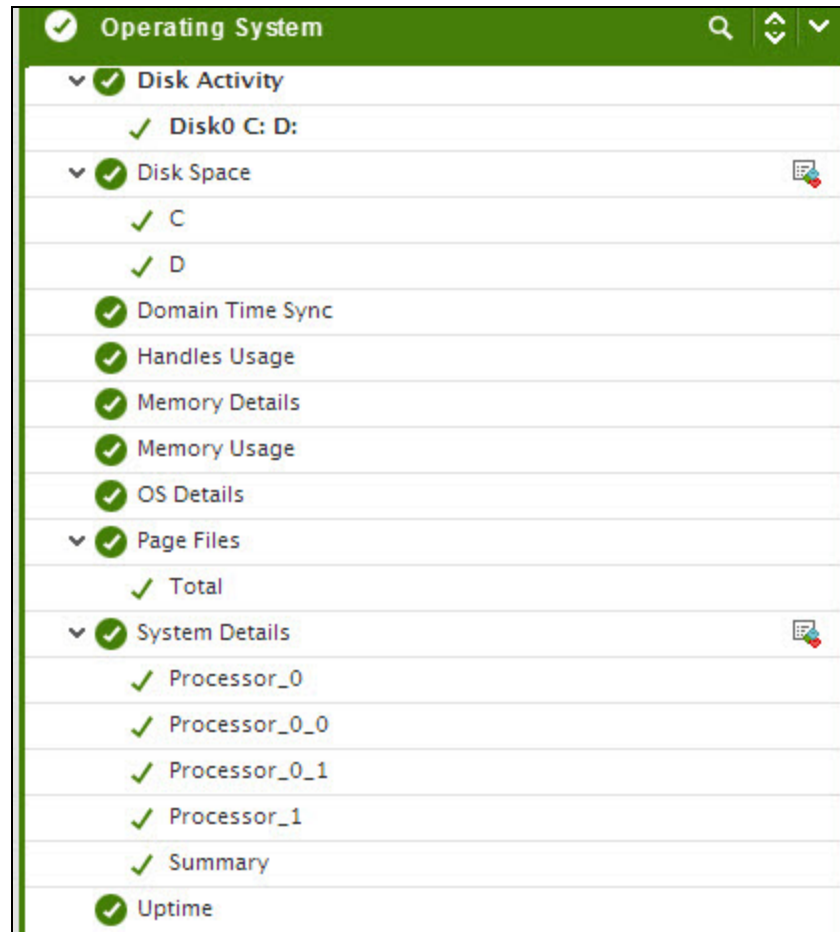 Operating System
Disk Activity
Disk0 C: D:
Disk Space
C
D
Domain Time Sync
Handles Usage
Memory Details
Memory Usage
OS Details
Page Files
Total
System Details
Processor_0
Processor_0_0
Processor_0_1
Processor_1
Summary
Uptime